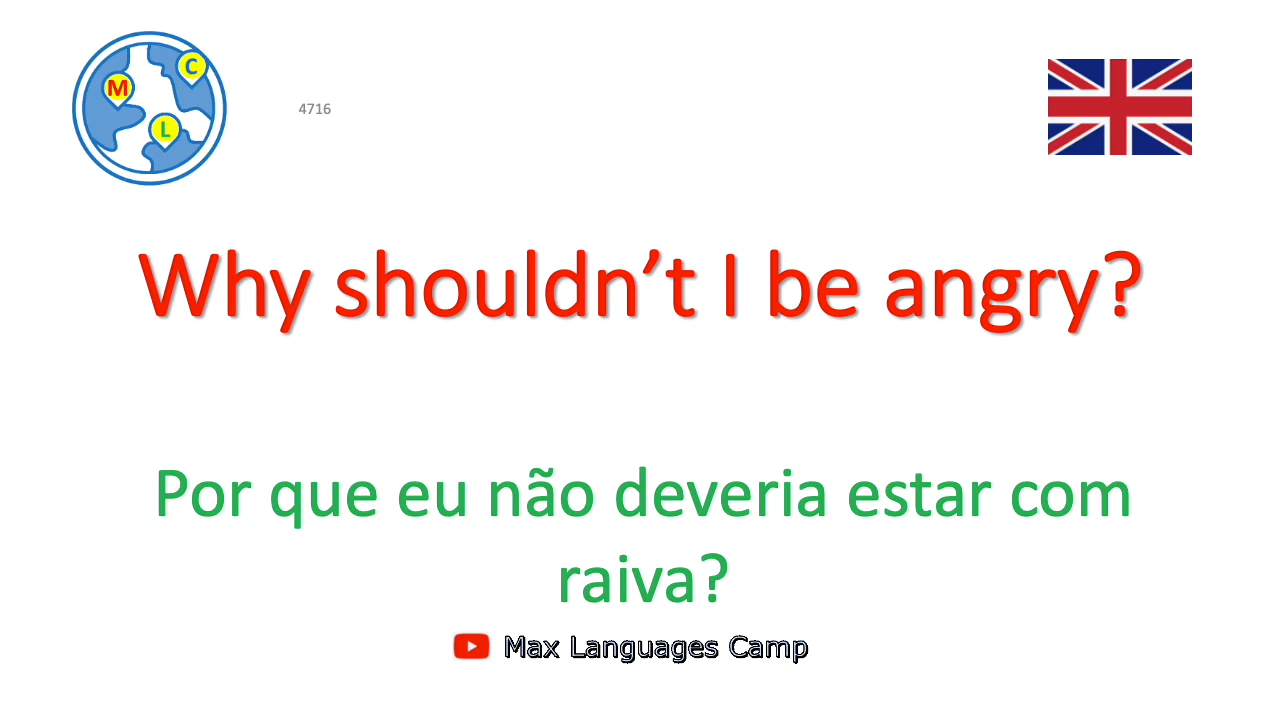 M
C
L
4716
Why shouldn’t I be angry?
Por que eu não deveria estar com
raiva?
Max Languages Camp